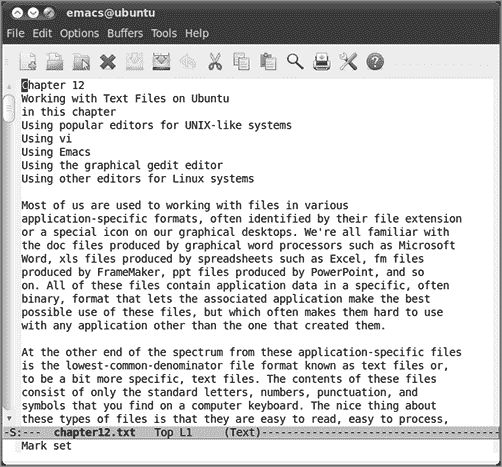 emacs@ubuntu
File Edit Options Buffers Tools Help
Chapter 12
Working with Text Files on Ubuntu
in this chapter
Using popular editors for UNIX-like systems
Using vi
Using Emacs
Using the graphical gedit editor
Using other editors for Linux systems
Most of us are used to working with files in various
application-specific formats, often identified by their file extension
or a special icon on our graphical desktops. We're all familiar with
the doc files produced by graphical word processors such as Microsoft
Word, xls files produced by spreadsheets such as Excel, fm files
produced by FrameMaker, ppt files produced by PowerPoint, and so
on. All of these files contain application data in a specific, often
binary, format that lets the associated application make the best
possible use of these files, but which often makes them hard to use
with any application other than the one that created them.
At the other end of the spectrum from these application-specific files
is the lowest-common-denominator file format known as text files or,
to be a bit more specific, text files. The contents of these files
consist of only the standard letters, numbers, punctuation, and
symbols that you find on a computer keyboard. The nice thing about
these types of files is that they are easy to read, easy to process,
-S:--- chapter12.txt Top L1 (Text)----------------------------------
Mark set